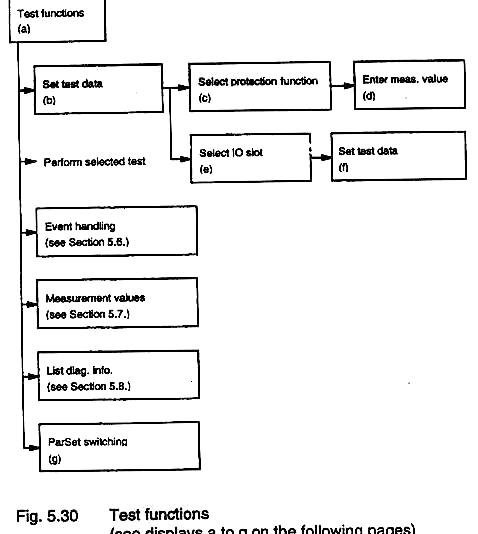 Test functions
(a)
Set test data
(b)
Select protection function
(c)
Enter meas. value
(d)
Select IO slot
(e)
Set test data
(f)
Perform selected test
Event handling
(see Section 5.6.)
Measurement values
(see Section 5.7.)
List diag. info.
(see Section 5.8.)
ParSet switching
(g)
Fig. 5.30 Test functions
(see displays a to g on the following pages)